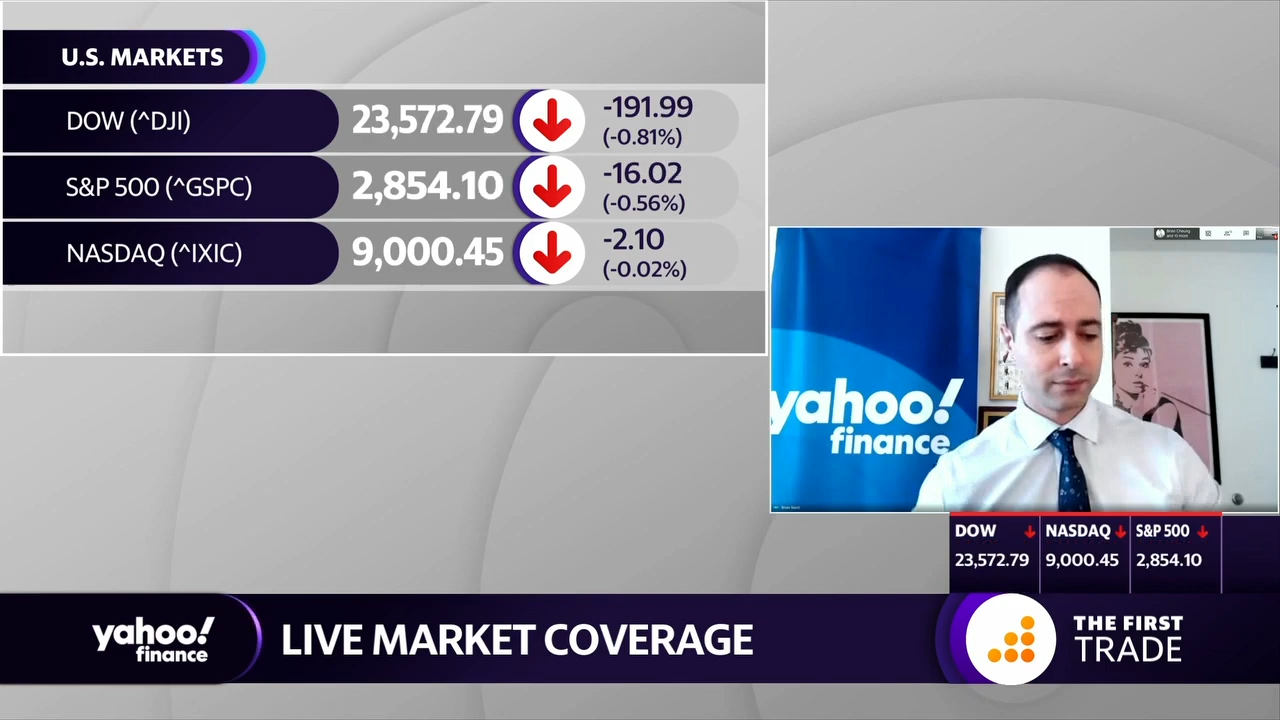 U.S. MARKETS
DOW (^DJI) 23,572.79 -191.99
(-0.81%)
S&P 500 (^GSPC) 2,854.10 -16.02
(-0.56%)
NASDAQ (^IXIC) 9,000.45 -2.10
(-0.02%)
Brian Cheung
yahoo!
finance
DOW NASDAQ S&P 500
23,572.79 9,000.45 2,854.10
yahoo!
finance
LIVE MARKET COVERAGE
THE FIRST
TRADE